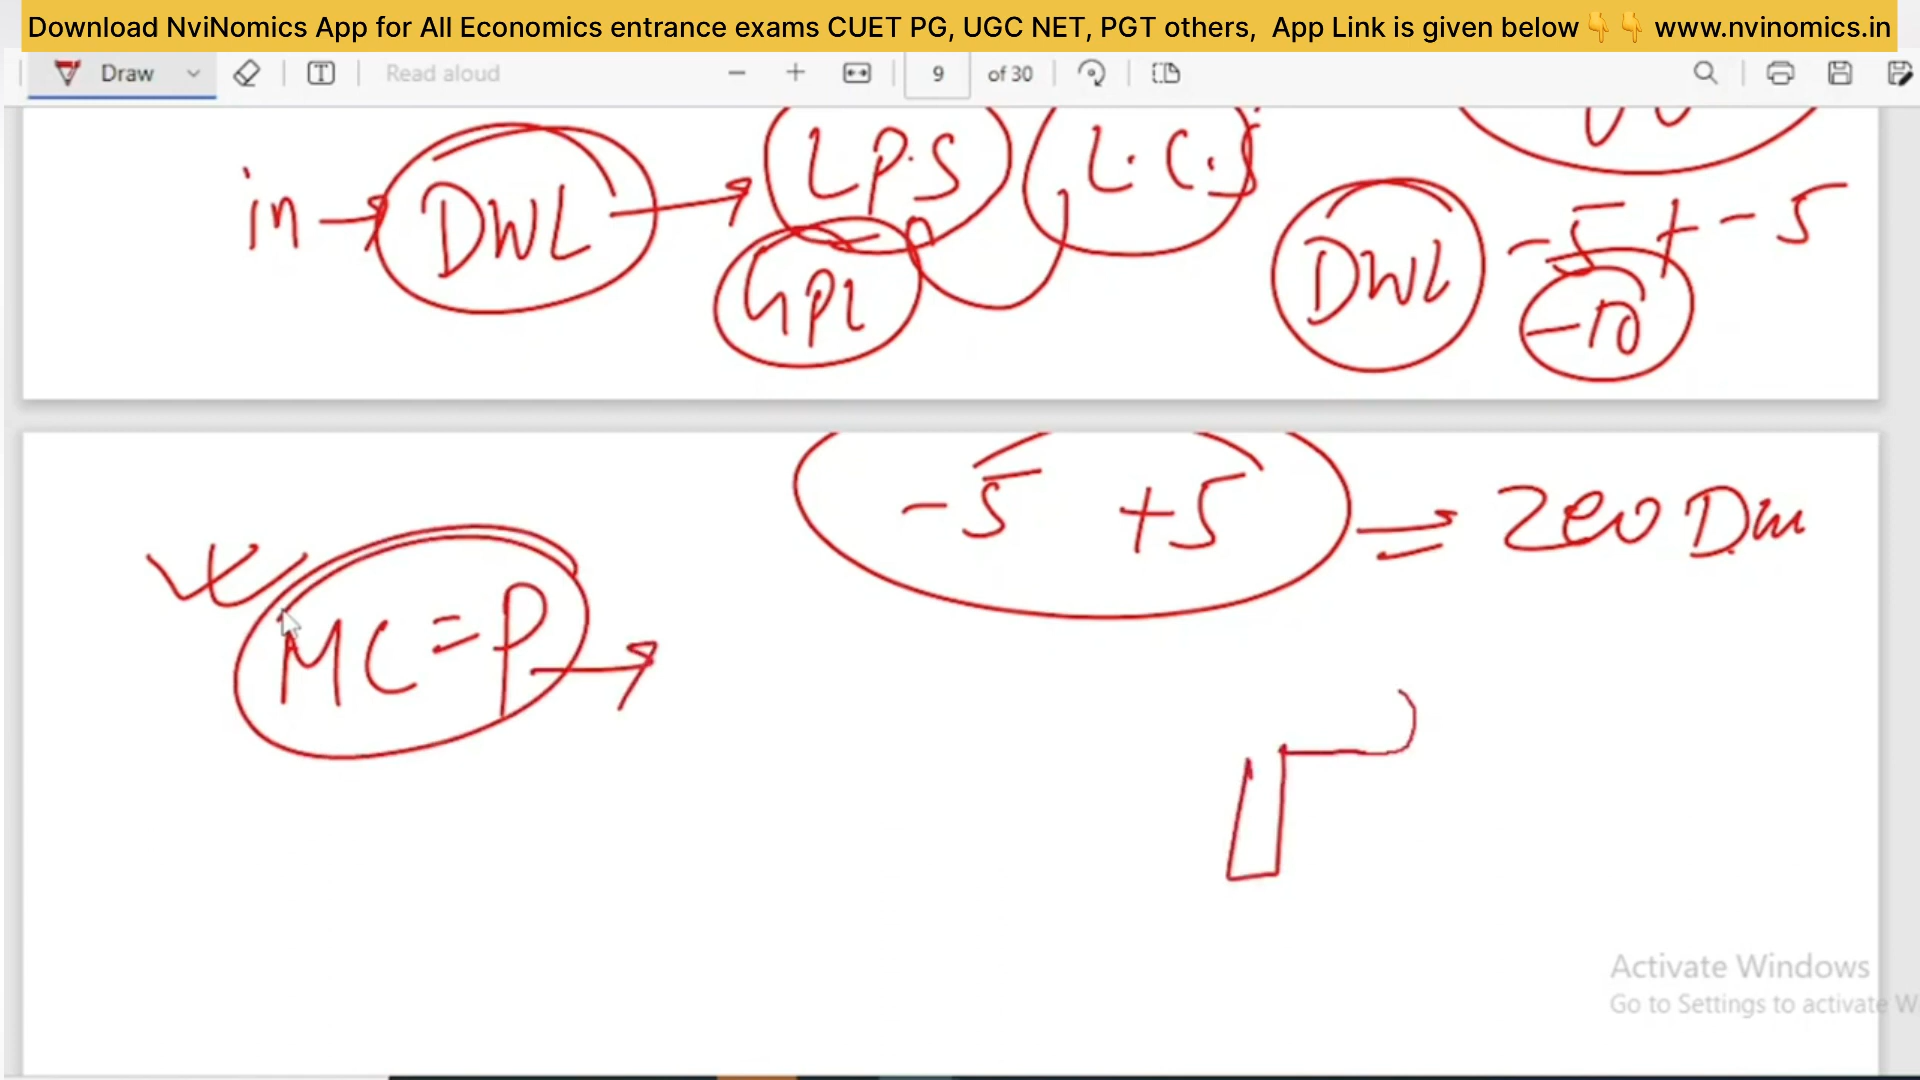 Download NviNomics App for All Economics entrance exams CUET PG, UGC NET, PGT others, App Link is given below👇👇 www.nvinomics.in
Draw Read aloud 9 of 30
in → DWL → L.P.S L.C.S
GPL
DWL -5 + -5
-10
-5 +5 ⇒ Zero DWL
MC=P →
Activate Windows
Go to Settings to activate W